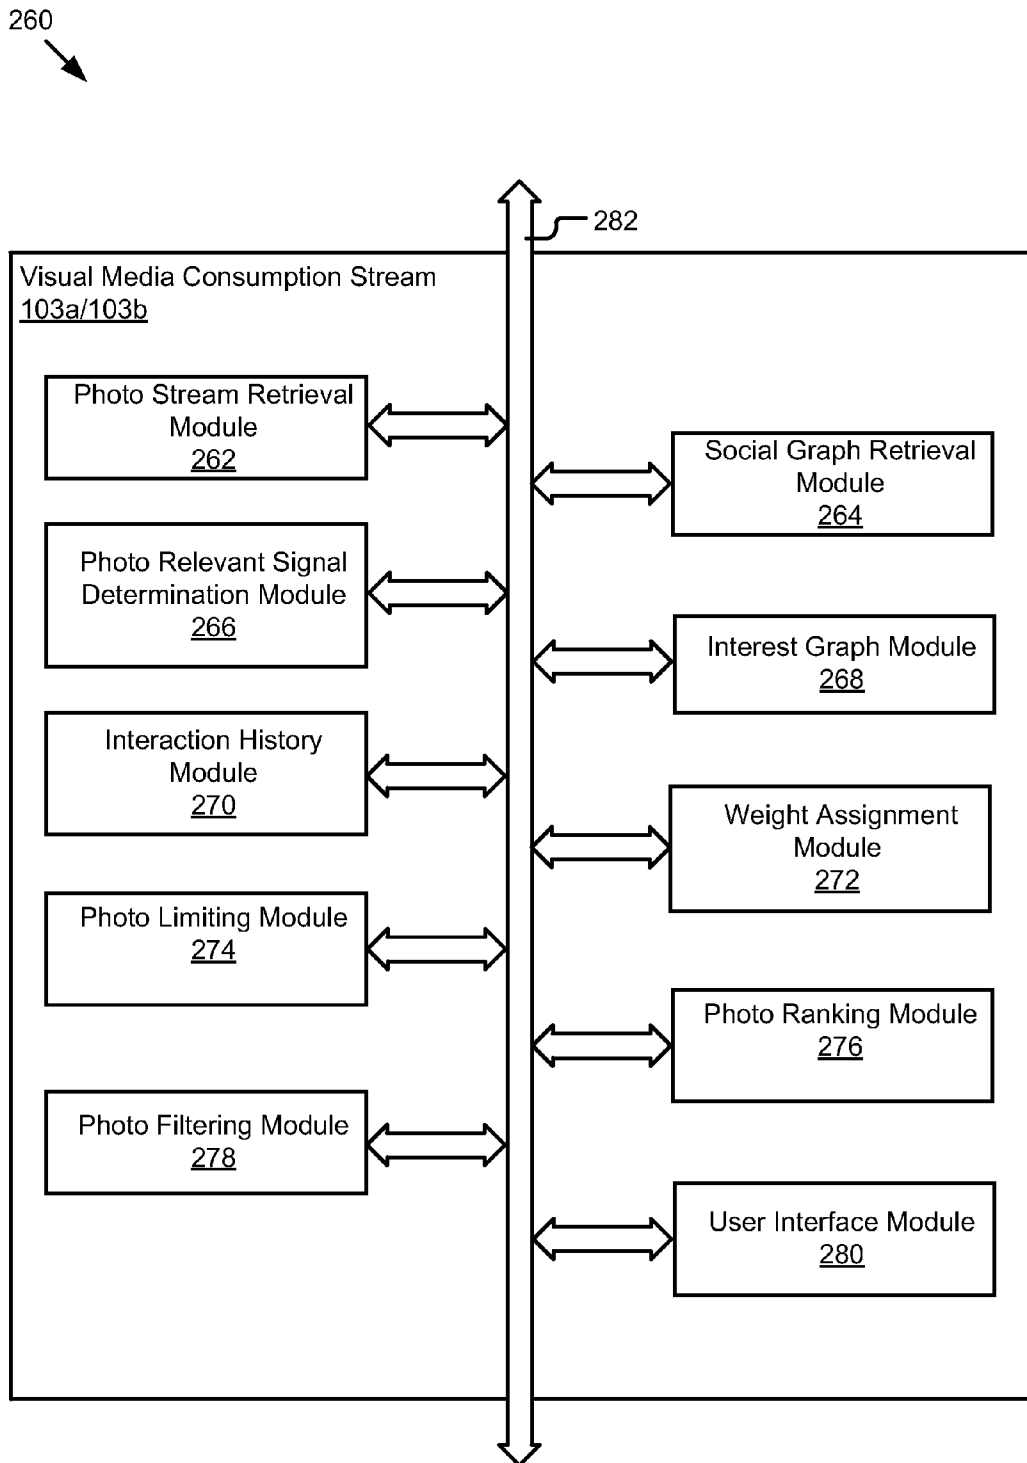 260
282
Visual Media Consumption Stream
103a/103b
Photo Stream Retrieval
Module
262
Social Graph Retrieval
Module
264
Photo Relevant Signal
Determination Module
266
Interest Graph Module
268
Interaction History
Module
270
Weight Assignment
Module
272
Photo Limiting Module
274
Photo Ranking Module
276
Photo Filtering Module
278
User Interface Module
280